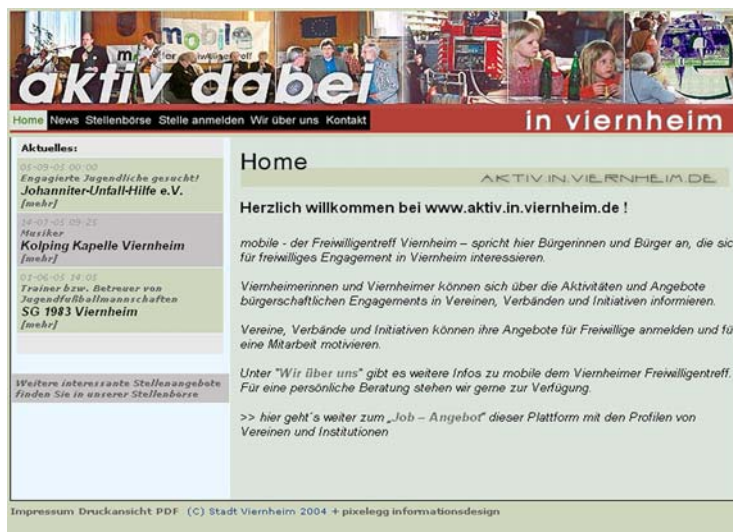 mobile
aktiv dabei
Home News Stellenbörse Stelle anmelden Wir über uns Kontakt
in viernheim
Aktuelles:
05-09-05 00:00
Engagierte Jugendliche gesucht!
Johanniter-Unfall-Hilfe e.V.
[mehr]
14-07-05 09:25
Musiker
Kolping Kapelle Viernheim
[mehr]
01-06-05 14:05
Trainer bzw. Betreuer von
Jugendfußballmannschaften
SG 1983 Viernheim
[mehr]
Weitere interessante Stellenangebote
finden Sie in unserer Stellenbörse
Home
AKTIV.IN.VIERNHEIM.DE
Herzlich willkommen bei www.aktiv.in.viernheim.de !
mobile - der Freiwilligentreff Viernheim – spricht hier Bürgerinnen und Bürger an, die sic
für freiwilliges Engagement in Viernheim interessieren.
Viernheimerinnen und Viernheimer können sich über die Aktivitäten und Angebote
bürgerschaftlichen Engagements in Vereinen, Verbänden und Initiativen informieren.
Vereine, Verbände und Initiativen können ihre Angebote für Freiwillige anmelden und fü
eine Mitarbeit motivieren.
Unter "Wir über uns" gibt es weitere Infos zu mobile dem Viernheimer Freiwilligentreff.
Für eine persönliche Beratung stehen wir gerne zur Verfügung.
>> hier geht´s weiter zum „Job – Angebot" dieser Plattform mit den Profilen von
Vereinen und Institutionen
Impressum Druckansicht PDF (C) Stadt Viernheim 2004 + pixelegg informationsdesign